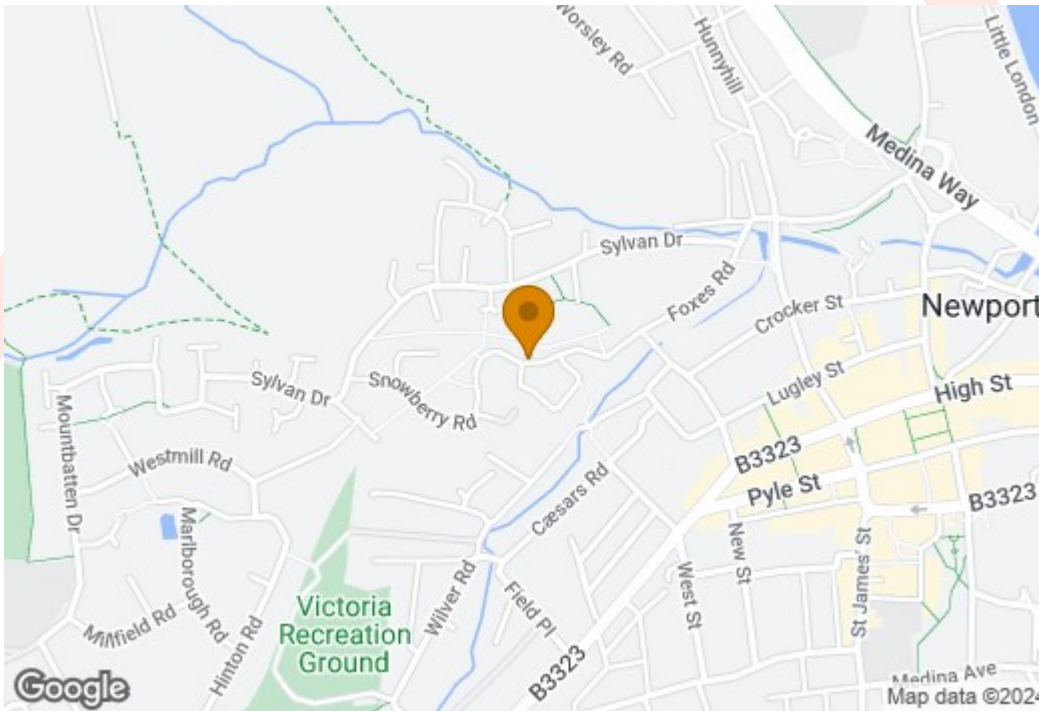 Worsley Rd
Hunnyhill
Little London
Medina Way
Sylvan Dr
Foxes Rd
Crocker St
Newport
Lugley St
High St
Sylvan Dr
Snowberry Rd
Mountbatten Dr
Westmill Rd
B3323
Pyle St
B3323
Cæsars Rd
Marlborough Rd
New St
St James' St
West St
Wilver Rd
Field Pl
Millfield Rd
Hinton Rd
Victoria
Recreation
Ground
B3323
Medina Ave
Google
Map data ©2024